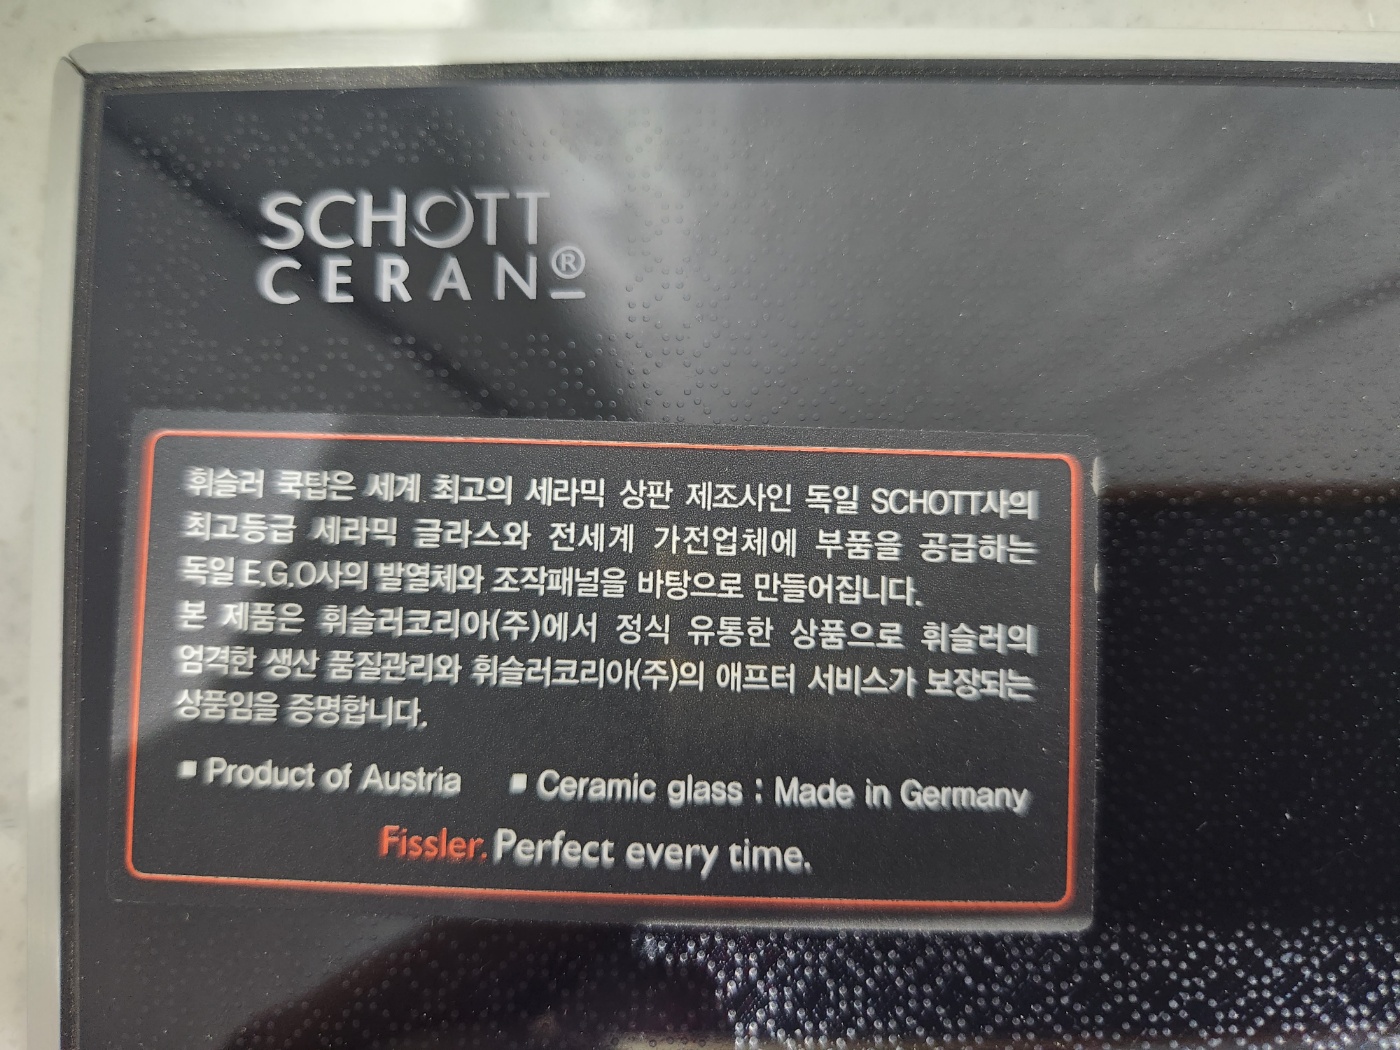 SCHOTT
CERAN®
휘슬러 쿡탑은 세계 최고의 세라믹 상판 제조사인 독일 SCHOTT사의
최고등급 세라믹 글라스와 전세계 가전업체에 부품을 공급하는
독일 E.G.O사의 발열체와 조작패널을 바탕으로 만들어집니다.
본 제품은 휘슬러코리아(주)에서 정식 유통한 상품으로 휘슬러의
엄격한 생산 품질관리와 휘슬러코리아(주)의 애프터 서비스가 보장되는
상품임을 증명합니다.
▪ Product of Austria ▪ Ceramic glass : Made in Germany
Fissler. Perfect every time.